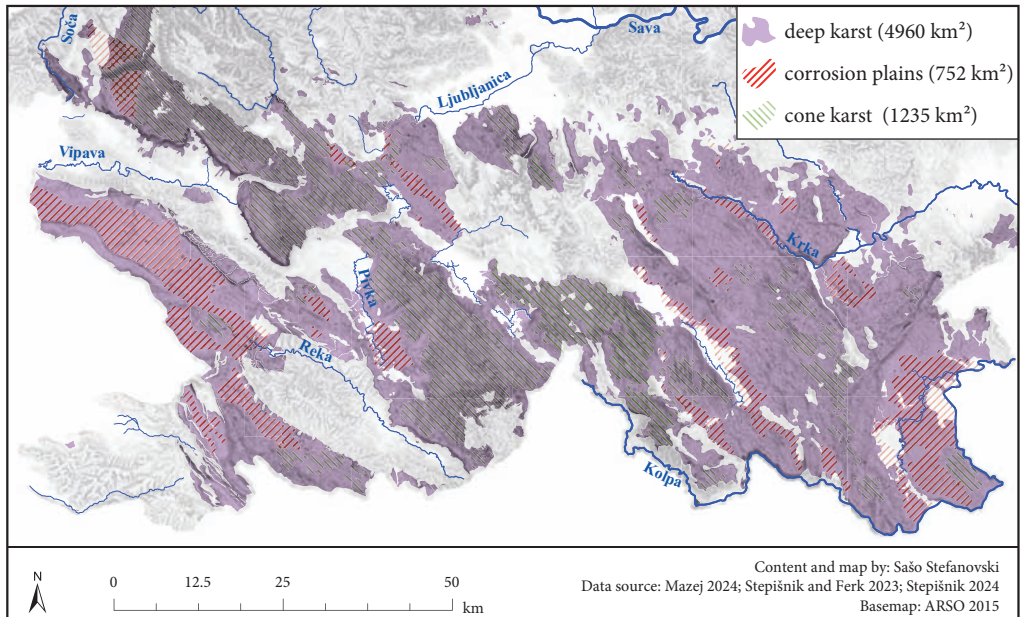 Soča
Sava
Ljubljanica
Vipava
Krka
Pivka
Reka
Kolpa
deep karst (4960 km²)
corrosion plains (752 km²)
cone karst (1235 km²)
N
0 12.5 25 50
km
Content and map by: Sašo Stefanovski
Data source: Mazej 2024; Stepišnik and Ferk 2023; Stepišnik 2024
Basemap: ARSO 2015